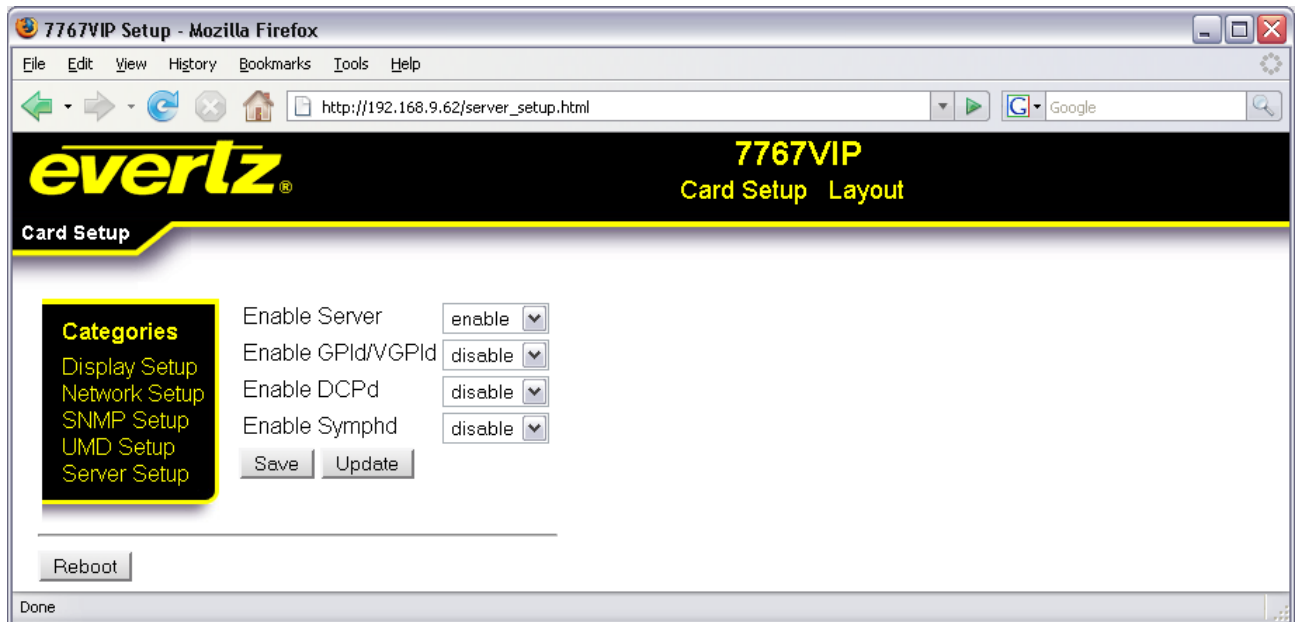 7767VIP Setup - Mozilla Firefox
File Edit View History Bookmarks Tools Help
http://192.168.9.62/server_setup.html
G Google
evertz®
7767VIP
Card Setup Layout
Card Setup
Categories
Display Setup
Network Setup
SNMP Setup
UMD Setup
Server Setup
Enable Server enable
Enable GPId/VGPId disable
Enable DCPd disable
Enable Symphd disable
Save Update
Reboot
Done